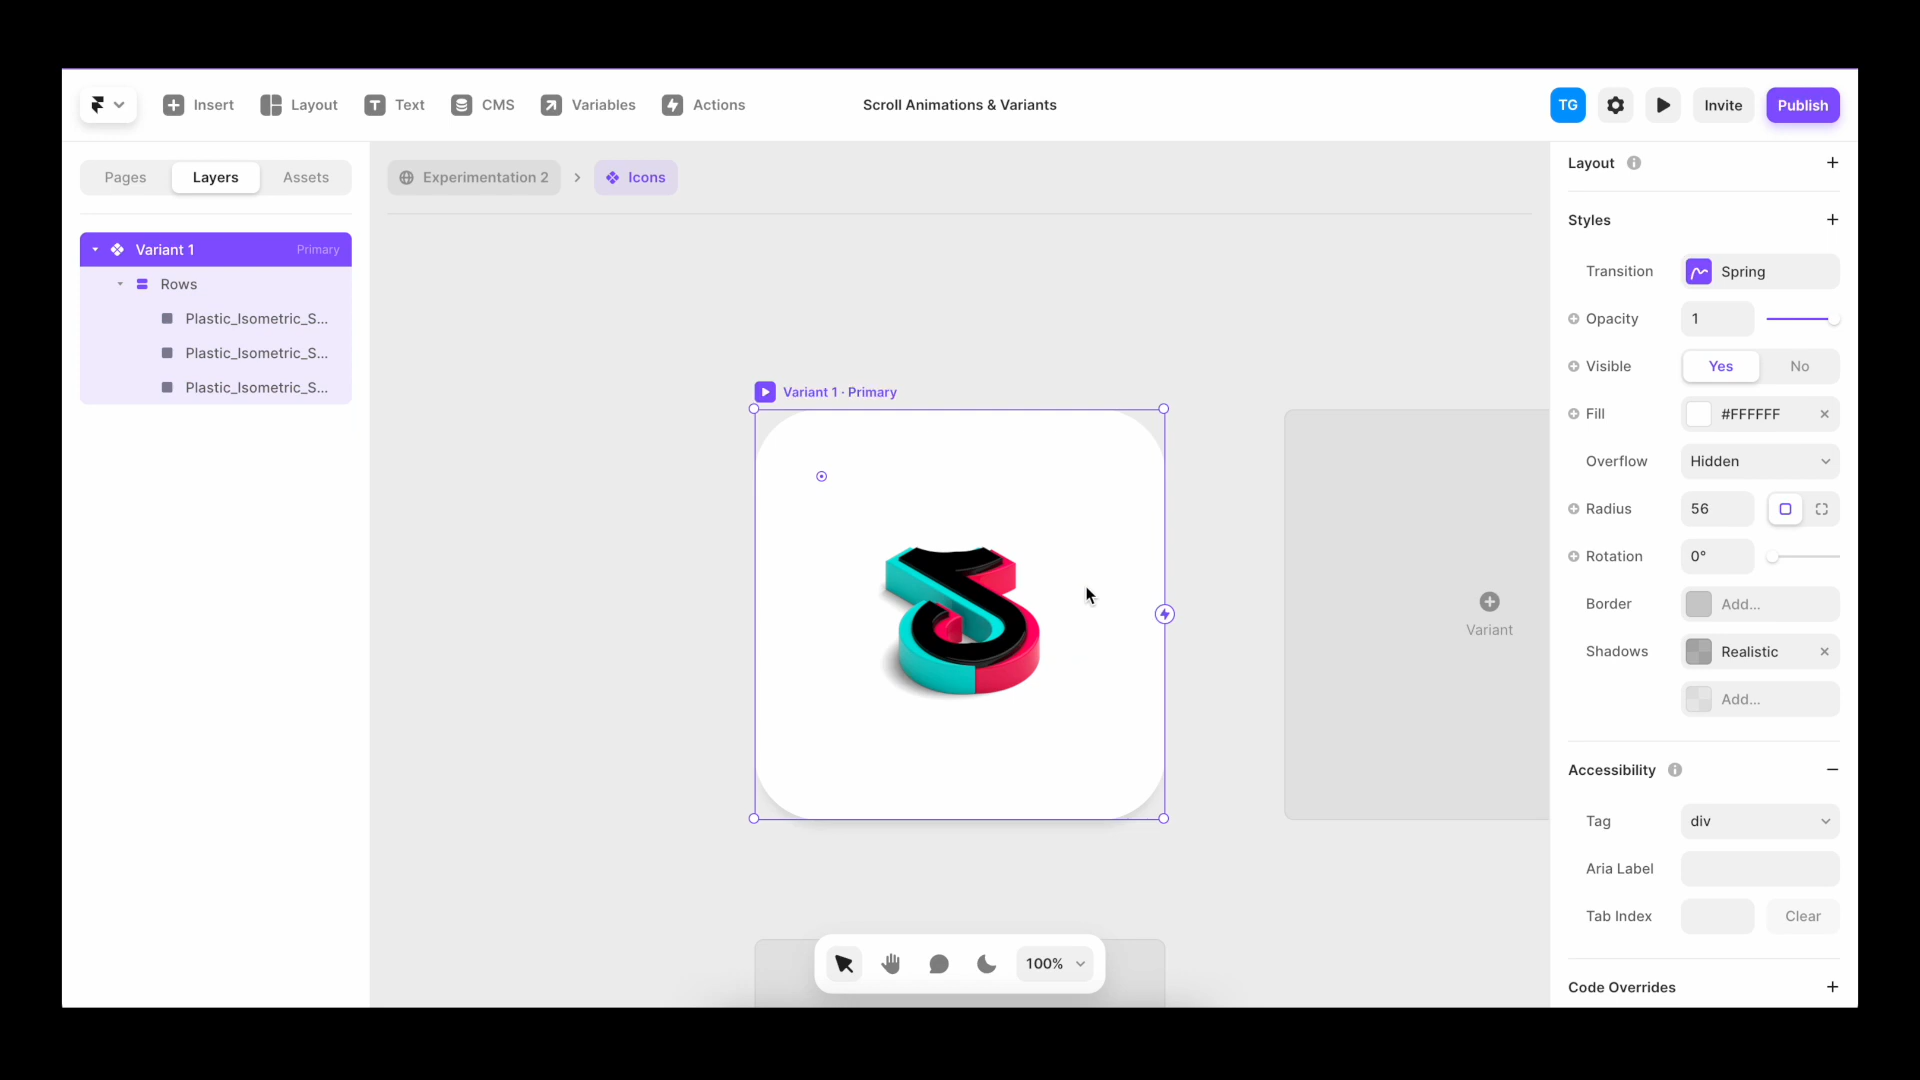 Insert Layout Text CMS Variables Actions Scroll Animations & Variants TG Invite Publish
Pages Layers Assets
Experimentation 2 Icons
Variant 1 Primary
Rows
Plastic_Isometric_S...
Plastic_Isometric_S...
Plastic_Isometric_S...
Variant 1 · Primary
Variant
100%
Layout
Styles
Transition Spring
Opacity 1
Visible Yes No
Fill #FFFFFF
Overflow Hidden
Radius 56
Rotation 0°
Border Add...
Shadows Realistic
Add...
Accessibility
Tag div
Aria Label
Tab Index Clear
Code Overrides